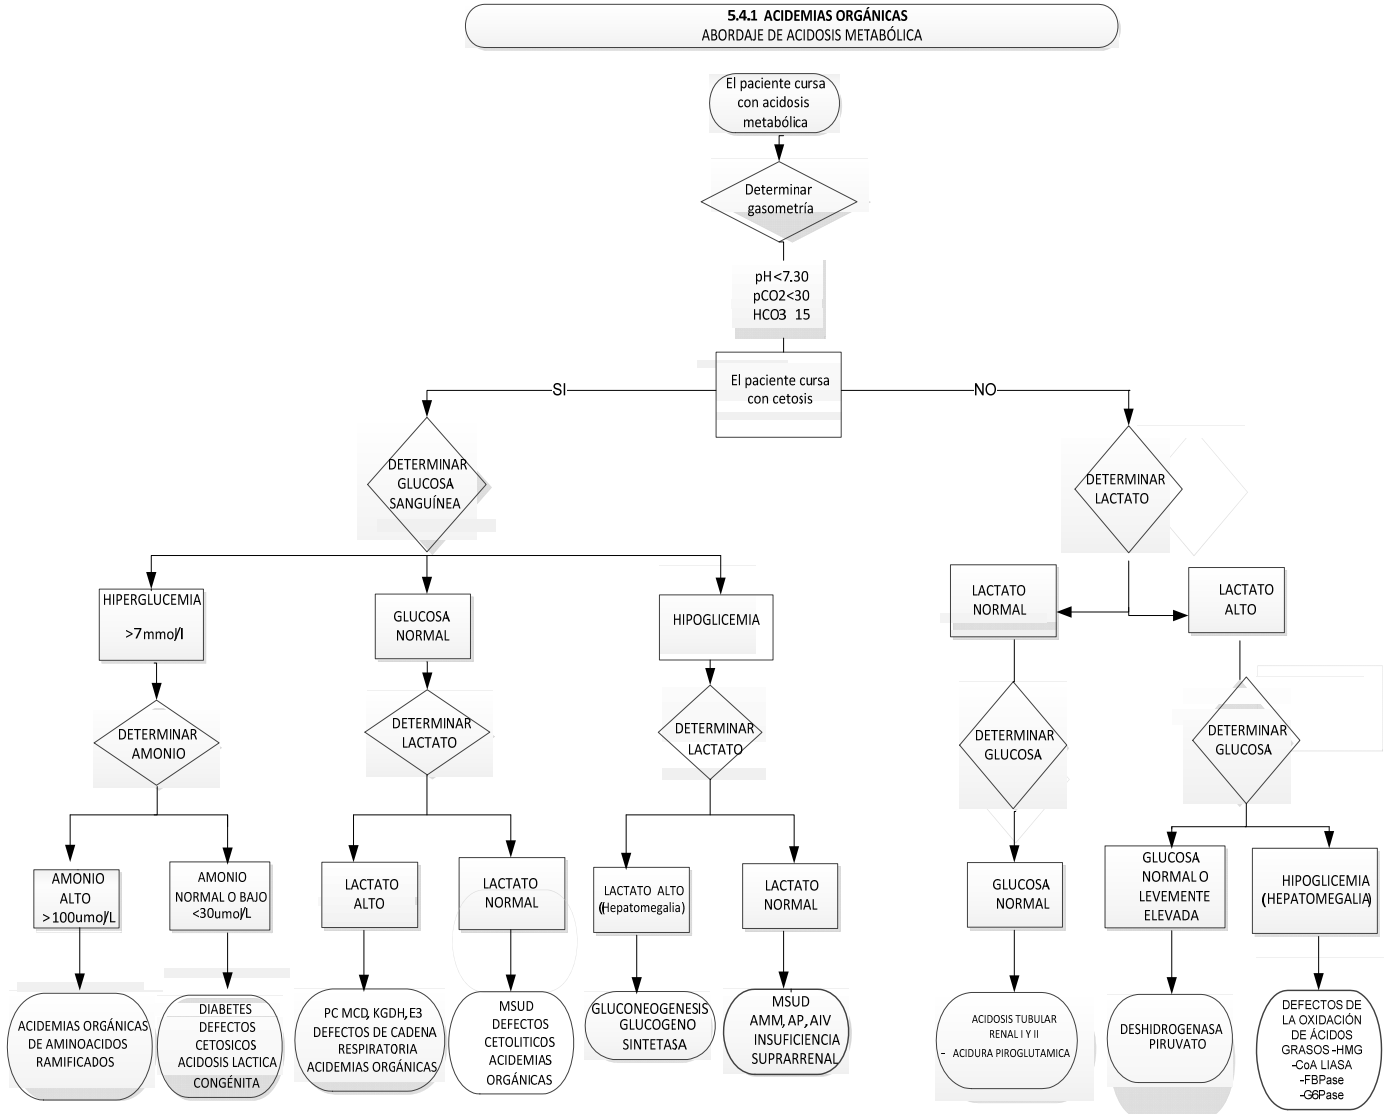 5.4.1 ACIDEMIAS ORGÁNICAS
ABORDAJE DE ACIDOSIS METABÓLICA
El paciente cursa
con acidosis
metabólica
Determinar
gasometría
pH<7.30
pCO2<30
HCO3 15
El paciente cursa
con cetosis
SI
NO
DETERMINAR
GLUCOSA
SANGUÍNEA
DETERMINAR
LACTATO
HIPERGLUCEMIA
>7mmol/l
GLUCOSA
NORMAL
HIPOGLICEMIA
LACTATO
NORMAL
LACTATO
ALTO
DETERMINAR
AMONIO
DETERMINAR
LACTATO
DETERMINAR
LACTATO
DETERMINAR
GLUCOSA
DETERMINAR
GLUCOSA
AMONIO
ALTO
>100umol/L
AMONIO
NORMAL O BAJO
<30umol/L
LACTATO
ALTO
LACTATO
NORMAL
LACTATO ALTO
((Hepatomegalia)
LACTATO
NORMAL
GLUCOSA
NORMAL
GLUCOSA
NORMAL O
LEVEMENTE
ELEVADA
HIPOGLICEMIA
(HEPATOMEGALIA)
ACIDEMIAS ORGÁNICAS
DE AMINOACIDOS
RAMIFICADOS
DIABETES
DEFECTOS
CETOSICOS
ACIDOSIS LACTICA
CONGÉNITA
PC MCD, KGDH, E3
DEFECTOS DE CADENA
RESPIRATORIA
ACIDEMIAS ORGÁNICAS
MSUD
DEFECTOS
CETOLITICOS
ACIDEMIAS
ORGÁNICAS
GLUCONEOGENESIS
GLUCOGENO
SINTETASA
MSUD
AMM, AP, AIV
INSUFICIENCIA
SUPRARRENAL
ACIDOSIS TUBULAR
RENAL I Y II
- ACIDURA PIROGLUTAMICA
DESHIDROGENASA
PIRUVATO
DEFECTOS DE
LA OXIDACIÓN
DE ÁCIDOS
GRASOS -HMG
-CoA LIASA
-FBPase
-G6Pase